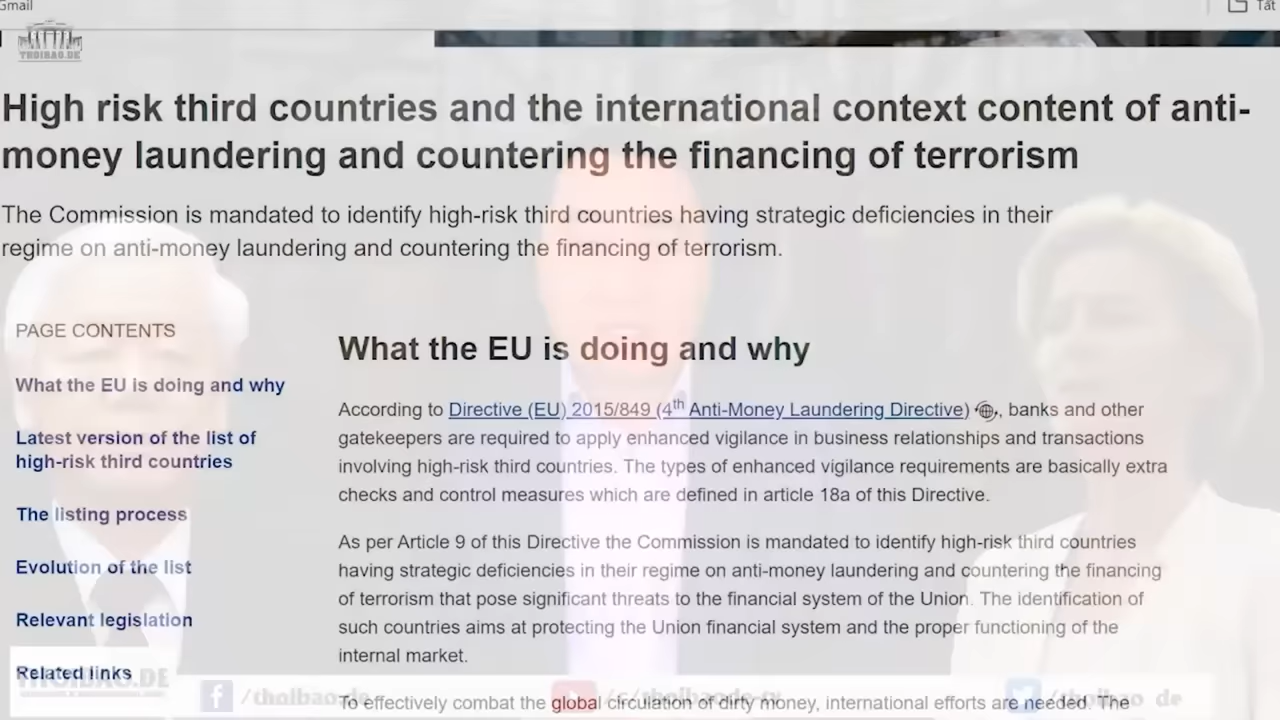 Gmail
Tất
THOIBAO.DE
High risk third countries and the international context content of anti-
money laundering and countering the financing of terrorism
The Commission is mandated to identify high-risk third countries having strategic deficiencies in their
regime on anti-money laundering and countering the financing of terrorism.
PAGE CONTENTS
What the EU is doing and why
Latest version of the list of
high-risk third countries
The listing process
Evolution of the list
Relevant legislation
Related links
What the EU is doing and why
According to Directive (EU) 2015/849 (4th Anti-Money Laundering Directive) , banks and other
gatekeepers are required to apply enhanced vigilance in business relationships and transactions
involving high-risk third countries. The types of enhanced vigilance requirements are basically extra
checks and control measures which are defined in article 18a of this Directive.
As per Article 9 of this Directive the Commission is mandated to identify high-risk third countries
having strategic deficiencies in their regime on anti-money laundering and countering the financing
of terrorism that pose significant threats to the financial system of the Union. The identification of
such countries aims at protecting the Union financial system and the proper functioning of the
internal market.
To effectively combat the global circulation of dirty money, international efforts are needed. The
THOIBAO.DE
/thoibao.de